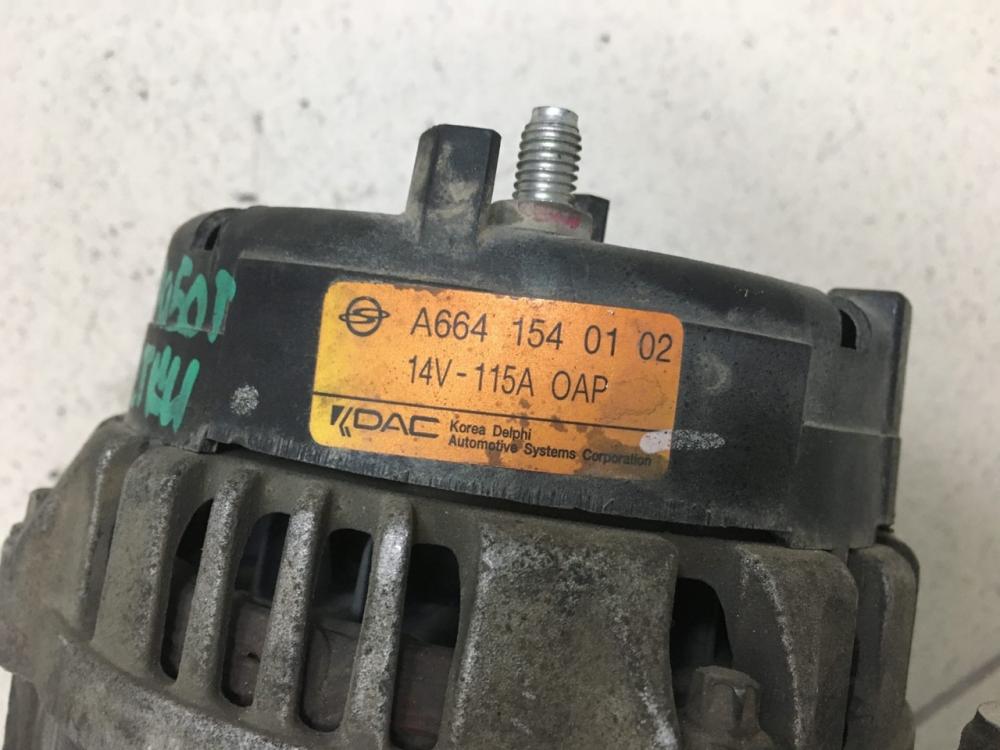 A664 154 01 02
14V-115A OAP
KDAC Korea Delphi
Automotive Systems Corporation